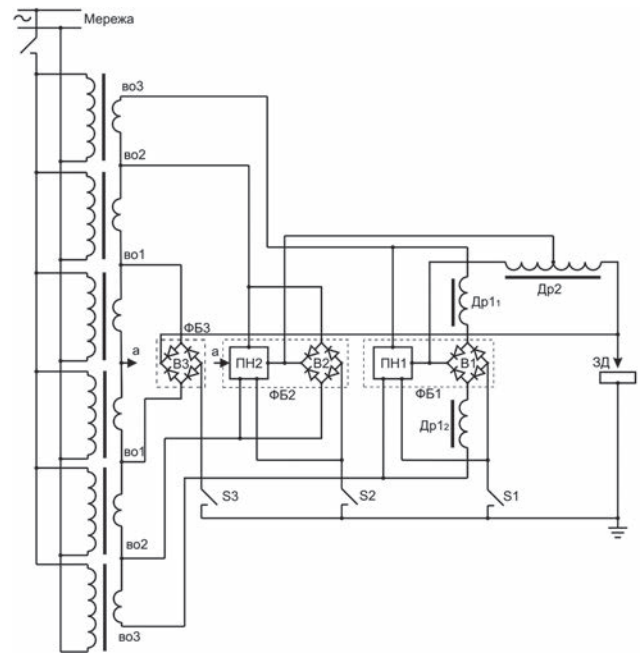 ~ Мережа
во3
во2
во1
а
во1
во2
во3
ФБ3
В3
а
ПН2
В2
ФБ2
ПН1
В1
ФБ1
Др1₁
Др1₂
Др2
ЗД
S3
S2
S1